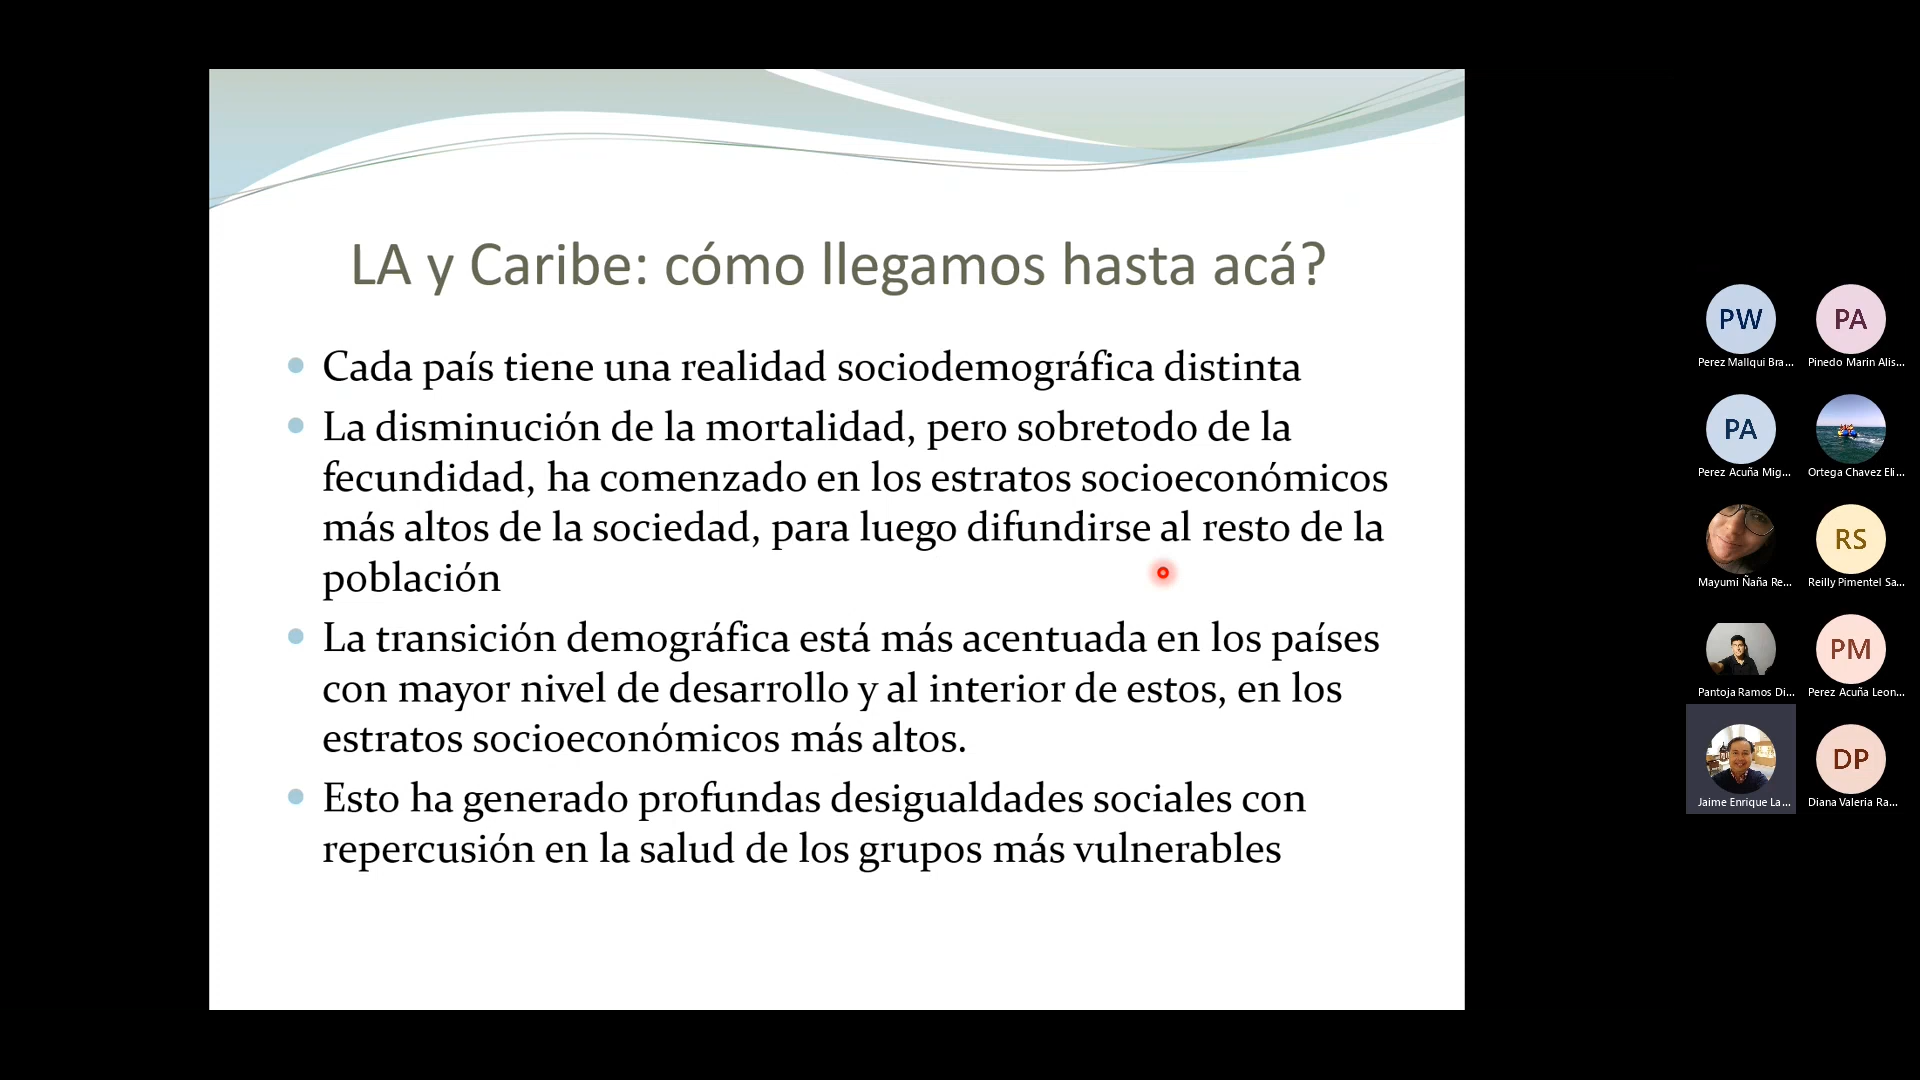 LA y Caribe: cómo llegamos hasta acá?
Cada país tiene una realidad sociodemográfica distinta
La disminución de la mortalidad, pero sobretodo de la
fecundidad, ha comenzado en los estratos socioeconómicos
más altos de la sociedad, para luego difundirse al resto de la
población
La transición demográfica está más acentuada en los países
con mayor nivel de desarrollo y al interior de estos, en los
estratos socioeconómicos más altos.
Esto ha generado profundas desigualdades sociales con
repercusión en la salud de los grupos más vulnerables
PW
PA
Perez Mallqui Bra...
Pinedo Marin Alis...
PA
Perez Acuña Mig...
Ortega Chavez Eli...
RS
Mayumi Ñaña Re...
Reilly Pimentel Sa...
PM
Pantoja Ramos Di...
Perez Acuña Leon...
DP
Jaime Enrique La...
Diana Valeria Ra...